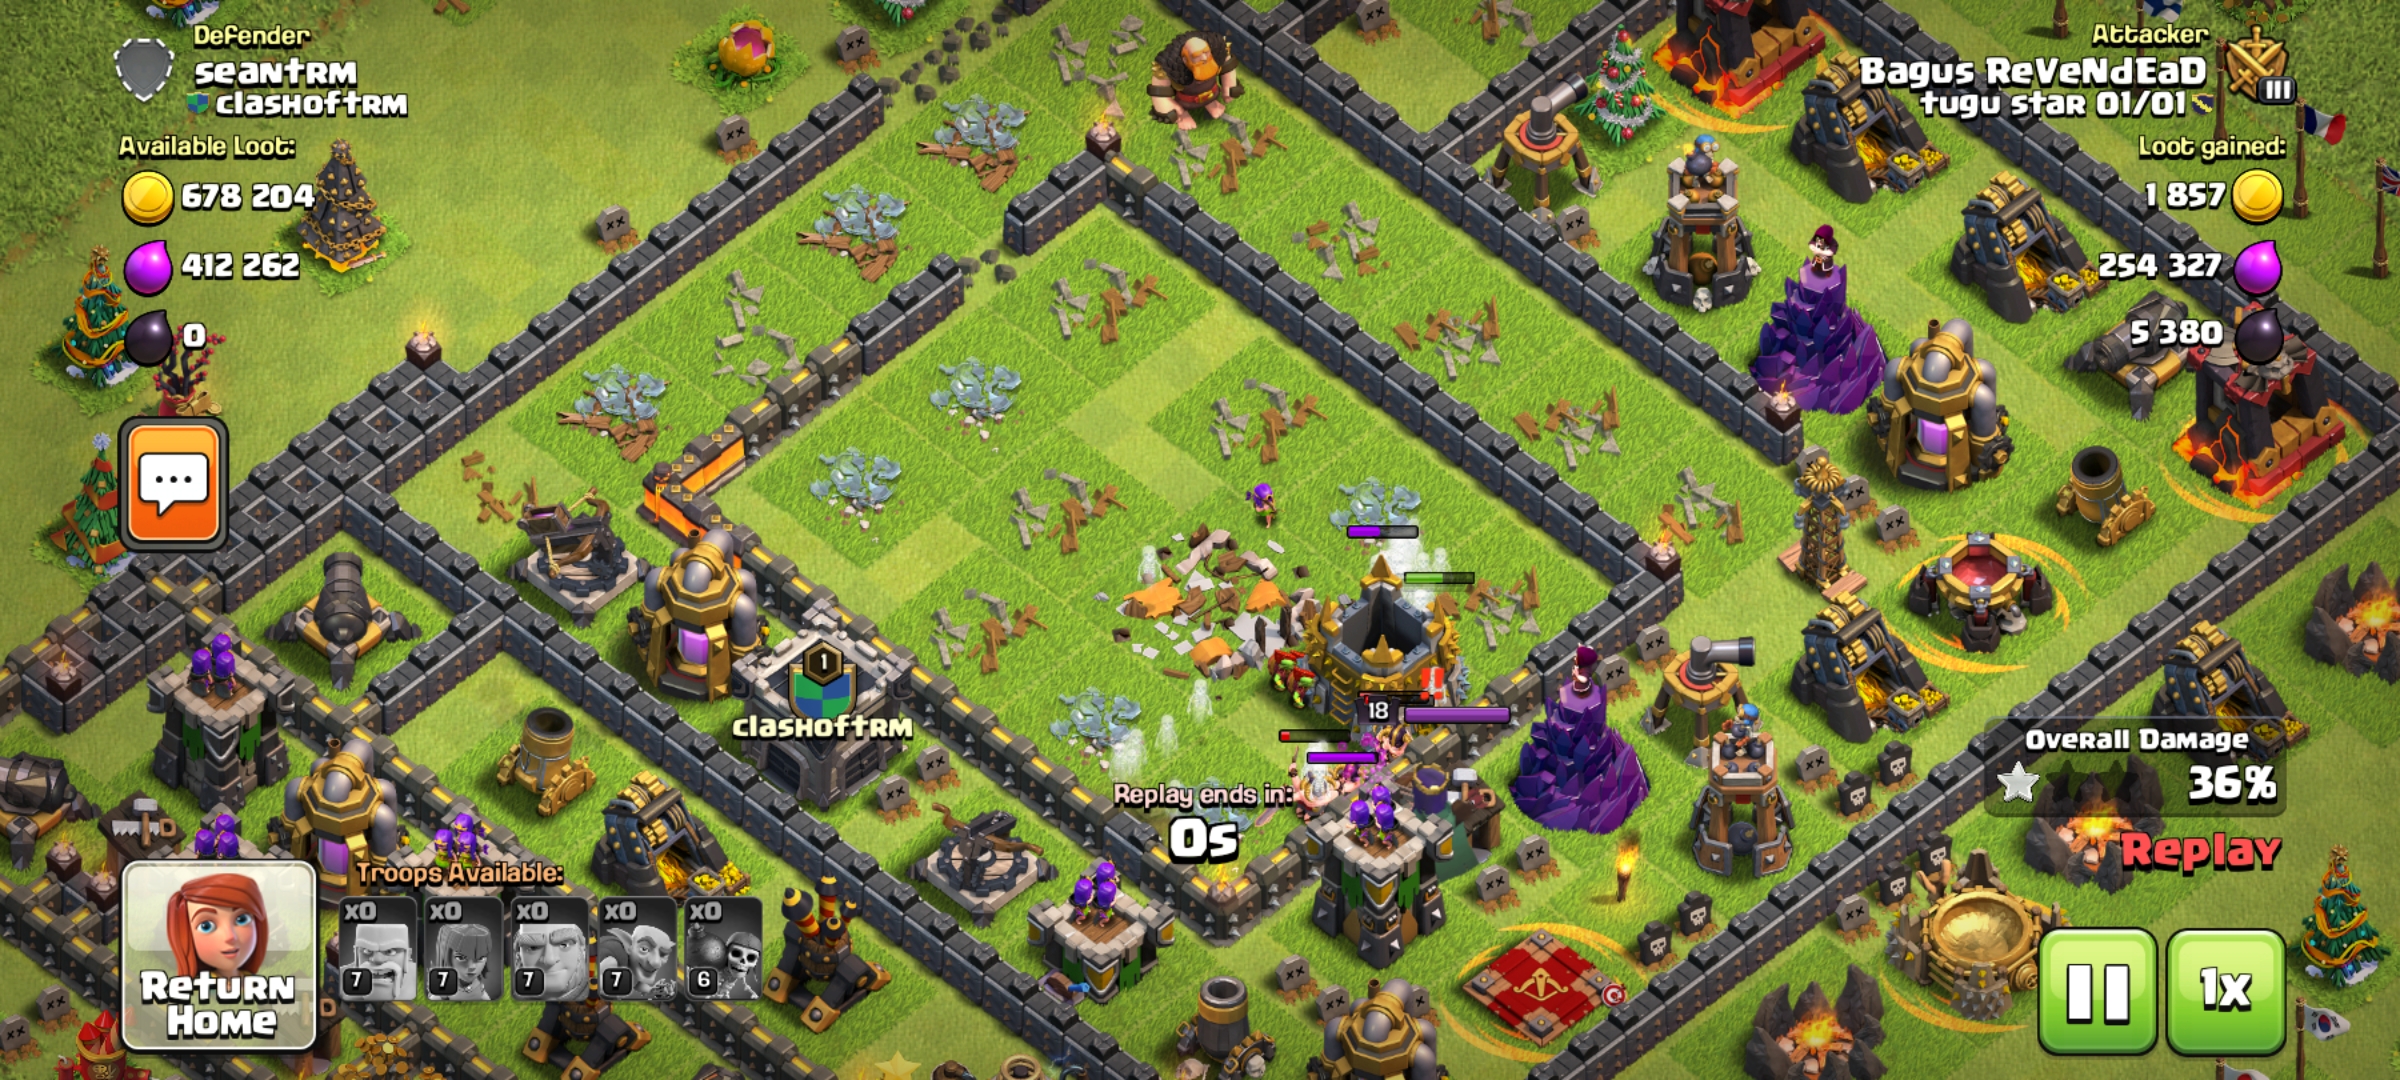 Defender
seantRM
clashoftRM
Available Loot:
678 204
412 262
0
Attacker
Bagus ReVeNdEaD
tugu star 01/01
III
Loot gained:
1 857
254 327
5 380
1
clashoftRM
18
Replay ends in:
0s
Overall Damage
36%
Replay
Troops Available:
x0 x0 x0 x0 x0
7 7 7 7 6
Return
Home
1x